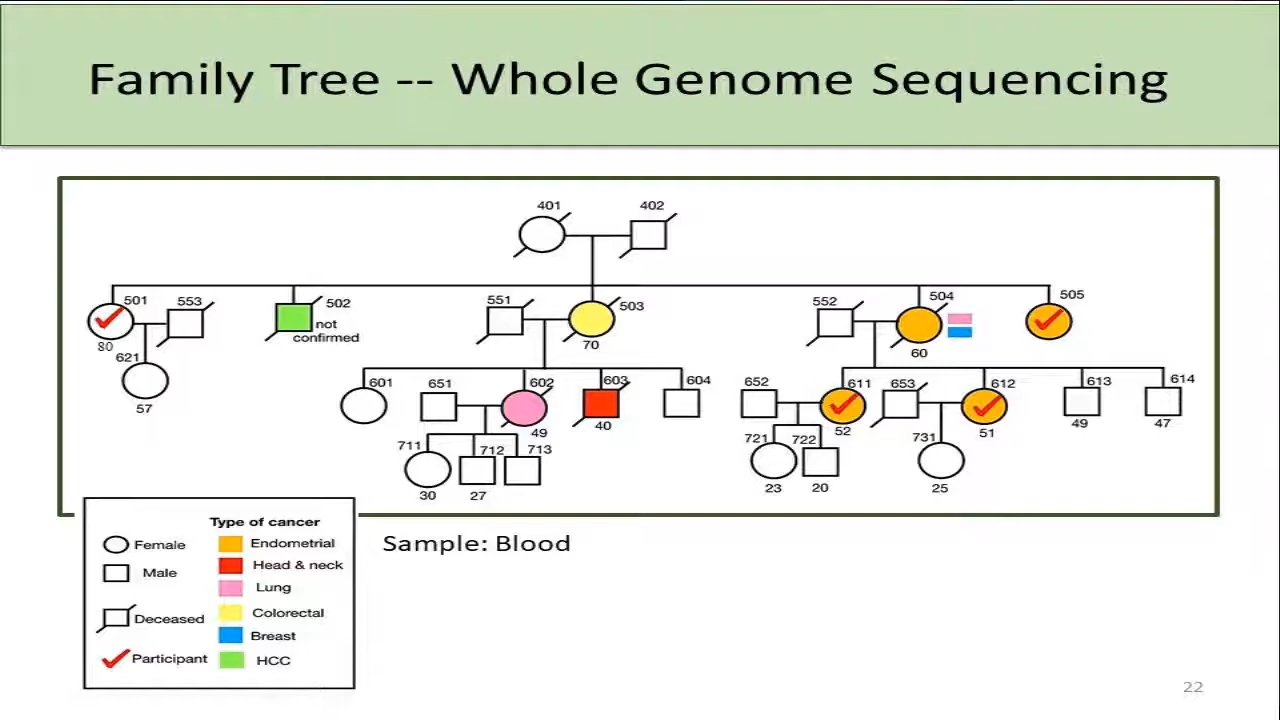 Family Tree -- Whole Genome Sequencing
401 402
501 553 502 551 503 552 504 505
not
confirmed
80 70 60
621
57
601 651 602 603 604 652 611 653 612 613 614
49 40 52 51 49 47
711 712 713 721 722 731
30 27 23 20 25
Sample: Blood
Type of cancer
Female Endometrial
Head & neck
Male
Lung
Deceased Colorectal
Breast
Participant HCC
22